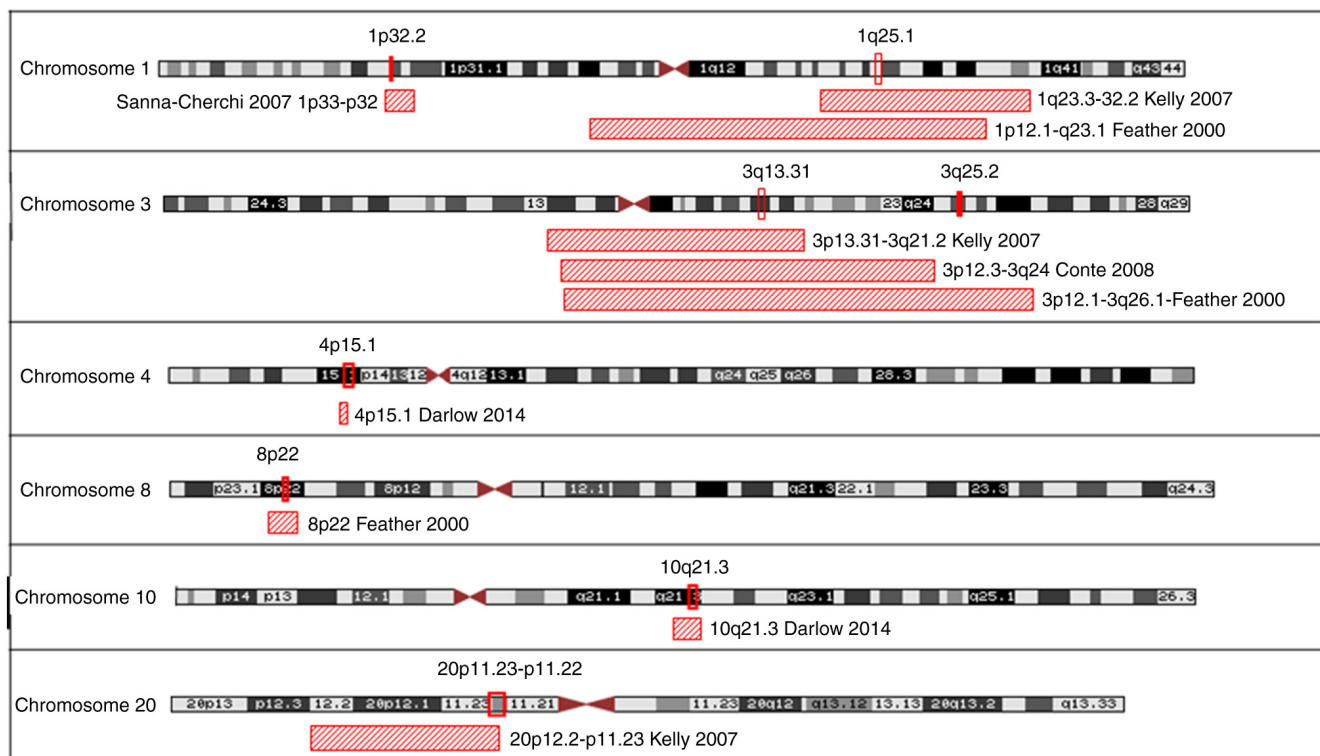 1p32.2 1q25.1
Chromosome 1 1p31.1 1q12 1q41 q43 44
Sanna-Cherchi 2007 1p33-p32 1q23.3-32.2 Kelly 2007
1p12.1-q23.1 Feather 2000
3q13.31 3q25.2
Chromosome 3 24.3 13 23 q24 28 q29
3p13.31-3q21.2 Kelly 2007
3p12.3-3q24 Conte 2008
3p12.1-3q26.1-Feather 2000
4p15.1
Chromosome 4 15 p14 13 12 4q12 13.1 q24 q25 q26 28.3
4p15.1 Darlow 2014
8p22
Chromosome 8 p23.1 8p22 8p12 12.1 q21.3 22.1 23.3 q24.3
8p22 Feather 2000
10q21.3
Chromosome 10 p14 p13 12.1 q21.1 q21 q23.1 q25.1 26.3
10q21.3 Darlow 2014
20p11.23-p11.22
Chromosome 20 20p13 p12.3 12.2 20p12.1 11.23 11.21 11.23 20q12 q13.12 13.13 20q13.2 q13.33
20p12.2-p11.23 Kelly 2007